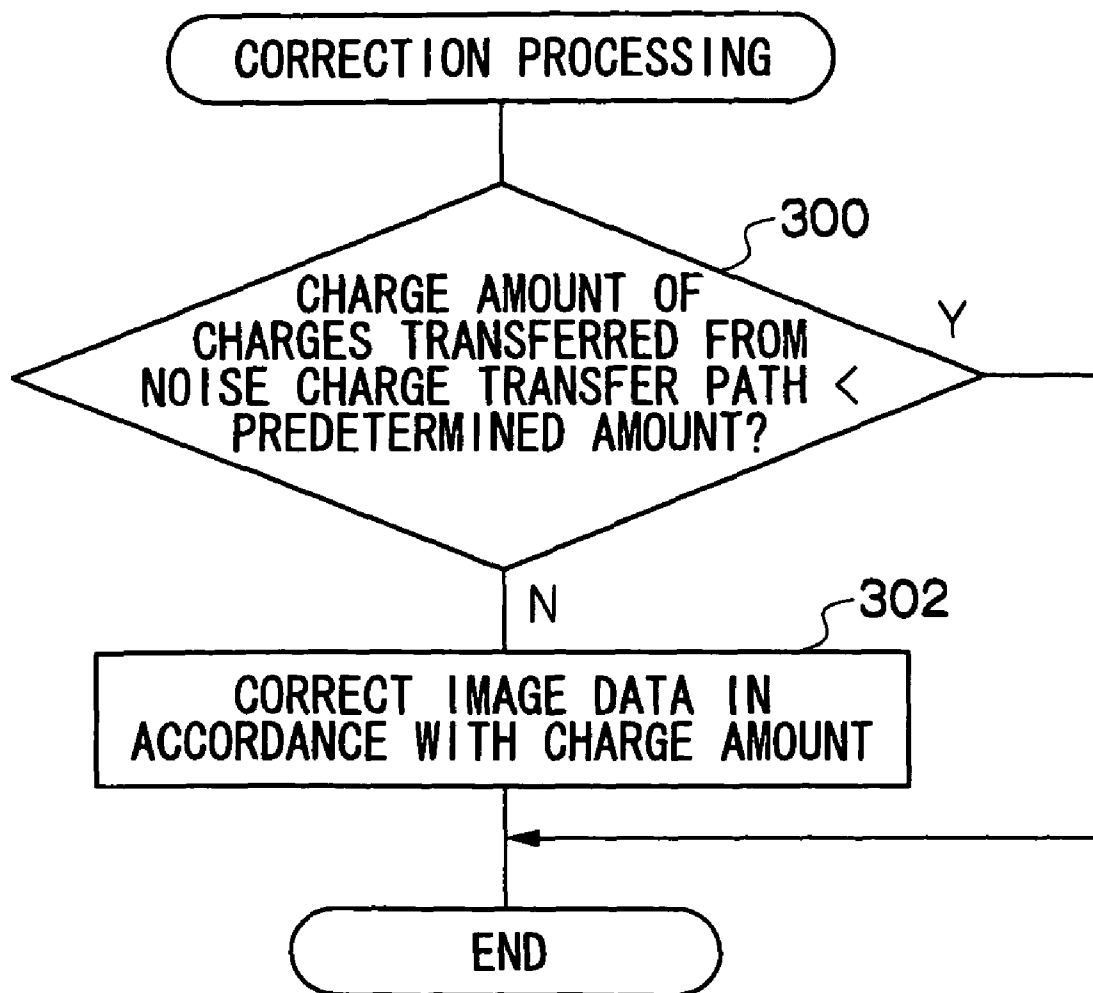 CORRECTION PROCESSING
300
CHARGE AMOUNT OF
CHARGES TRANSFERRED FROM
NOISE CHARGE TRANSFER PATH <
PREDETERMINED AMOUNT?
Y
N
302
CORRECT IMAGE DATA IN
ACCORDANCE WITH CHARGE AMOUNT
END